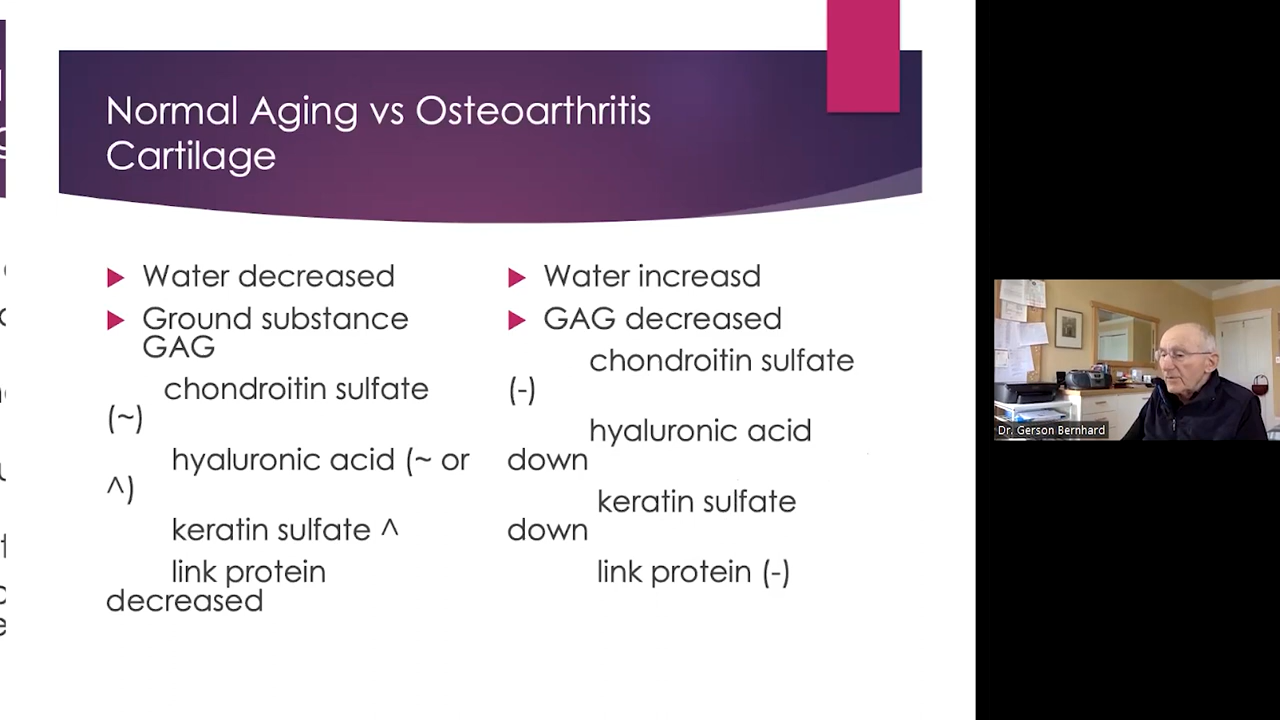 Normal Aging vs Osteoarthritis
Cartilage
Water decreased
Ground substance
GAG
chondroitin sulfate
(~)
hyaluronic acid (~ or
^)
keratin sulfate ^
link protein
decreased
Water increasd
GAG decreased
chondroitin sulfate
(-)
hyaluronic acid
down
keratin sulfate
down
link protein (-)
Dr. Gerson Bernhard